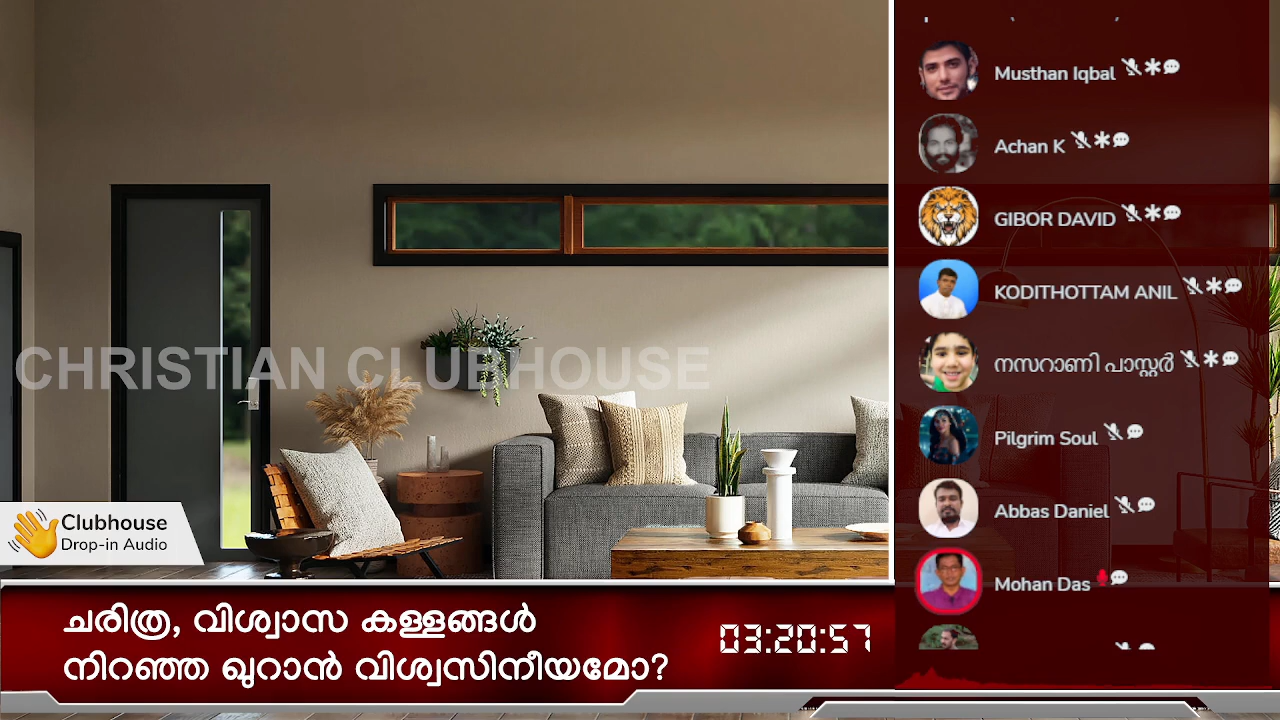 Musthan Iqbal
Achan K
GIBOR DAVID
KODITHOTTAM ANIL
നസറാണി പാസ്റ്റർ
Pilgrim Soul
Abbas Daniel
Mohan Das
CHRISTIAN CLUBHOUSE
Clubhouse
Drop-in Audio
ചരിത്ര, വിശ്വാസ കള്ളങ്ങൾ
നിറഞ്ഞ ഖുറാൻ വിശ്വസിനീയമോ?
03:20:57